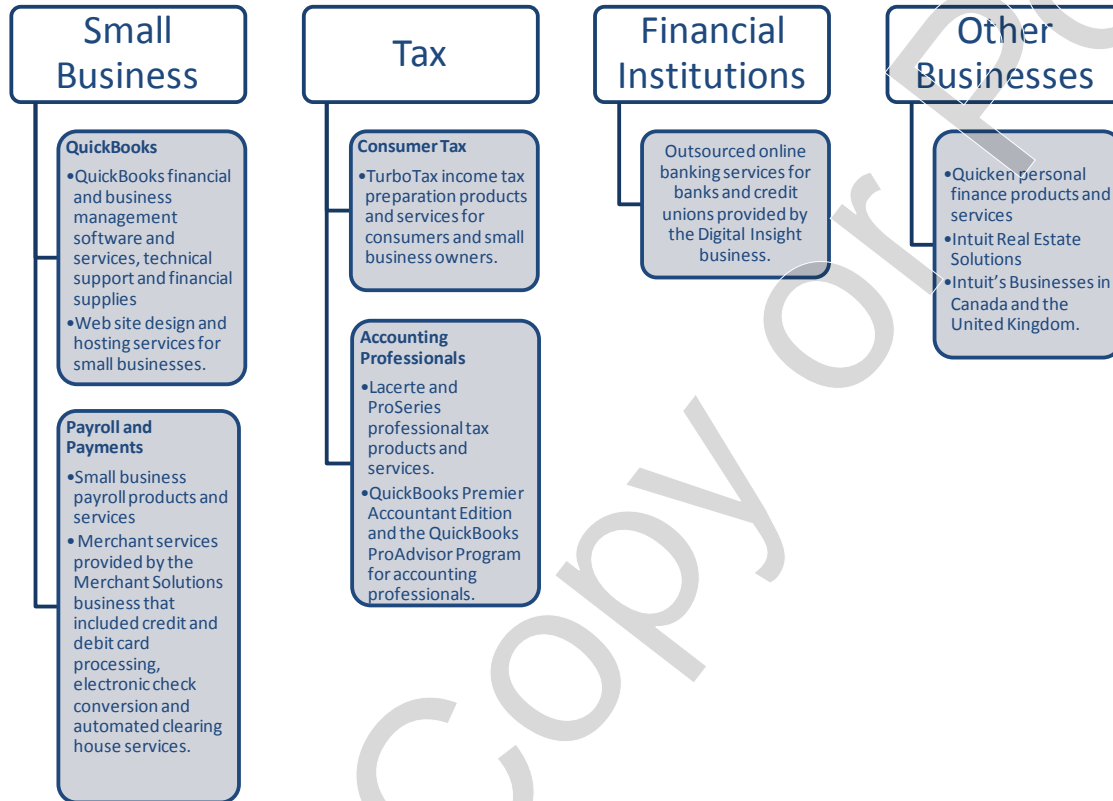 Small
Business
QuickBooks
•QuickBooks financial
and business
management
software and
services, technical
support and financial
supplies
•Web site design and
hosting services for
small businesses.
Payroll and
Payments
•Small business
payroll products and
services
• Merchant services
provided by the
Merchant Solutions
business that
included credit and
debit card
processing,
electronic check
conversion and
automated clearing
house services.
Tax
Consumer Tax
•TurboTax income tax
preparation products
and services for
consumers and small
business owners.
Accounting
Professionals
•Lacerte and
ProSeries
professional tax
products and
services.
•QuickBooks Premier
Accountant Edition
and the QuickBooks
ProAdvisor Program
for accounting
professionals.
Financial
Institutions
Outsourced online
banking services for
banks and credit
unions provided by
the Digital Insight
business.
Other
Businesses
•Quicken personal
finance products and
services
•Intuit Real Estate
Solutions
•Intuit's Businesses in
Canada and the
United Kingdom.
Copy or Po